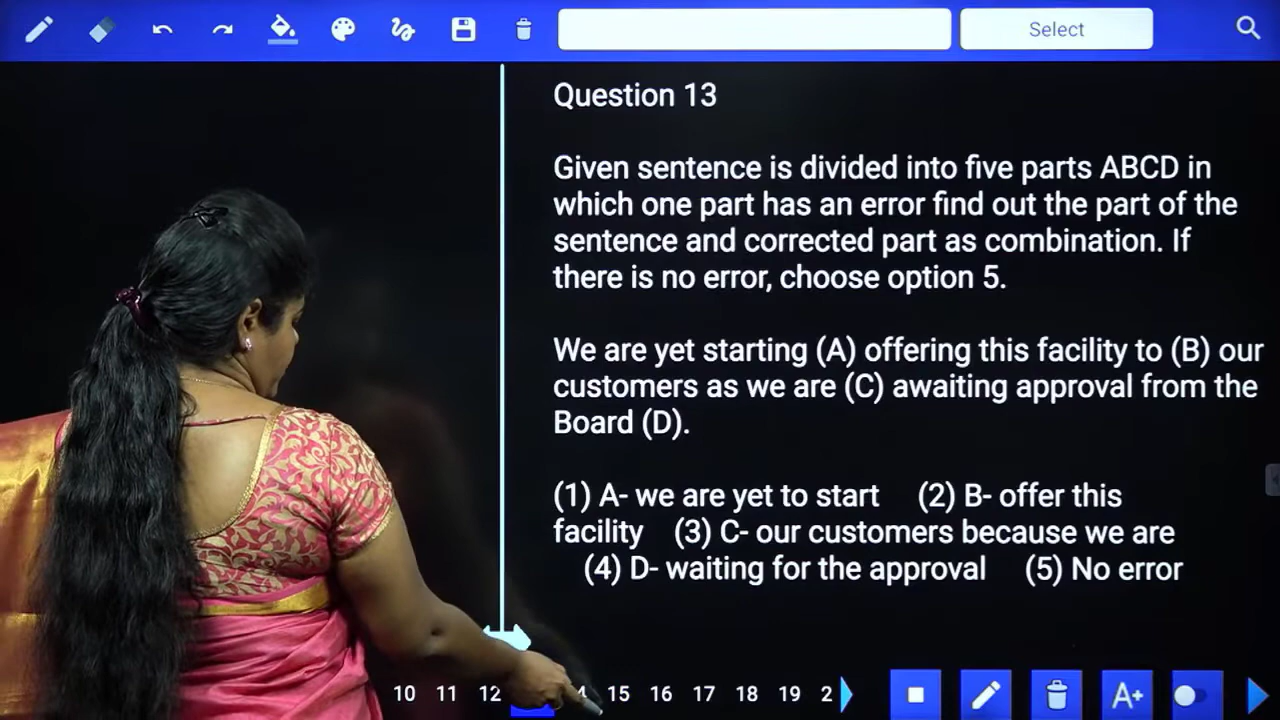 Select
Question 13
Given sentence is divided into five parts ABCD in
which one part has an error find out the part of the
sentence and corrected part as combination. If
there is no error, choose option 5.
We are yet starting (A) offering this facility to (B) our
customers as we are (C) awaiting approval from the
Board (D).
(1) A- we are yet to start (2) B- offer this
facility (3) C- our customers because we are
(4) D- waiting for the approval (5) No error
10 11 12 15 16 17 18 19 2
A+